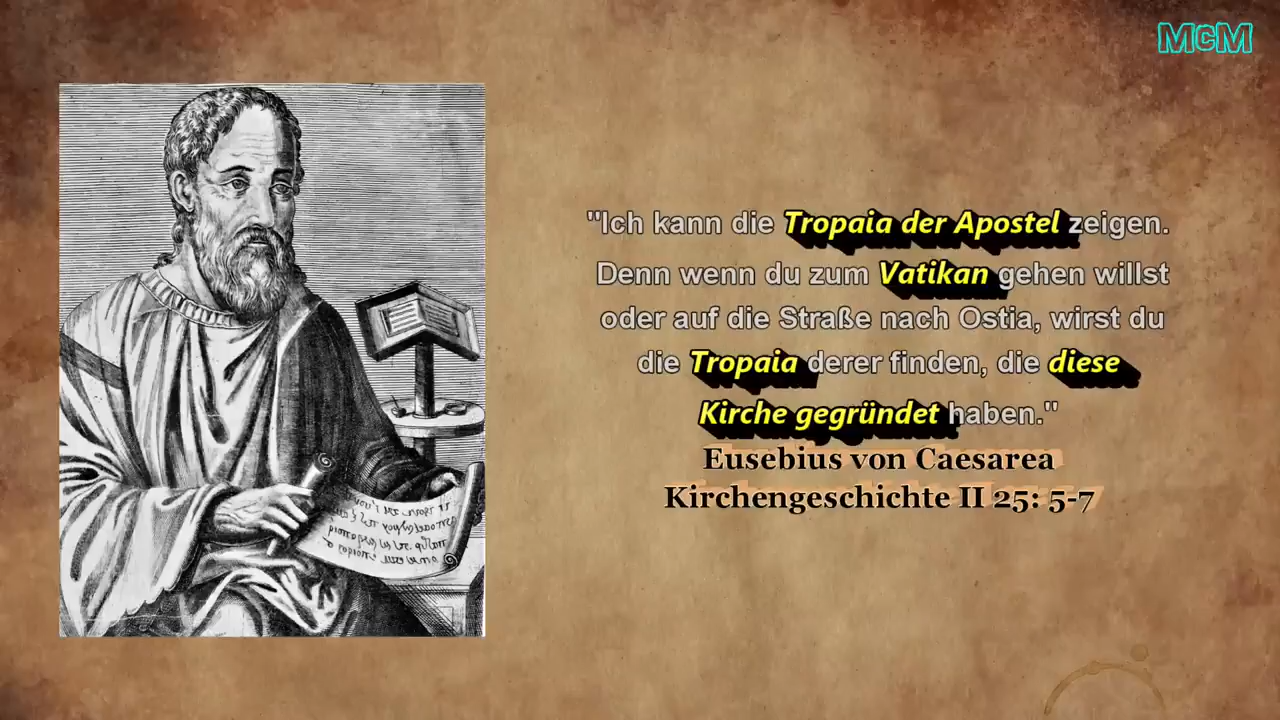 McM
"Ich kann die Tropaia der Apostel zeigen.
Denn wenn du zum Vatikan gehen willst
oder auf die Straße nach Ostia, wirst du
die Tropaia derer finden, die diese
Kirche gegründet haben."
Eusebius von Caesarea
Kirchengeschichte II 25: 5-7